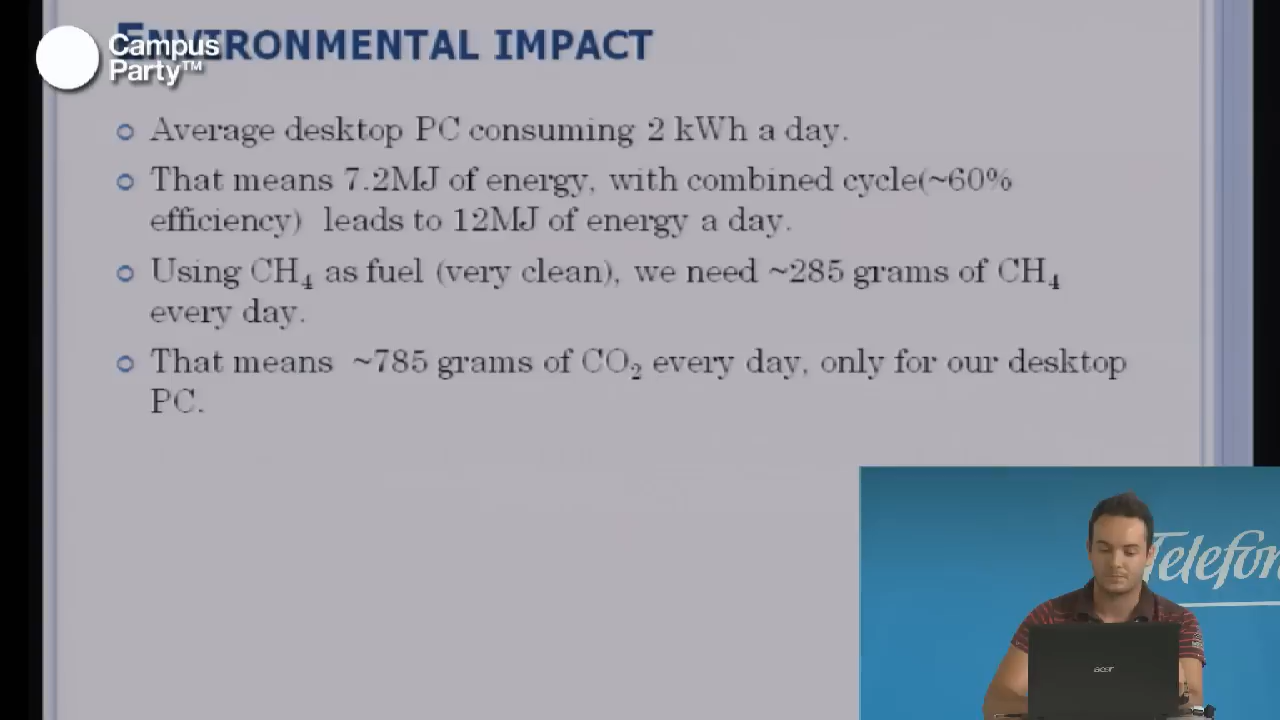 ENVIRONMENTAL IMPACT
Campus
Party™
Average desktop PC consuming 2 kWh a day.
That means 7.2MJ of energy, with combined cycle(~60%
efficiency) leads to 12MJ of energy a day.
Using CH₄ as fuel (very clean), we need ~285 grams of CH₄
every day.
That means ~785 grams of CO₂ every day, only for our desktop
PC.
Telefon
acer